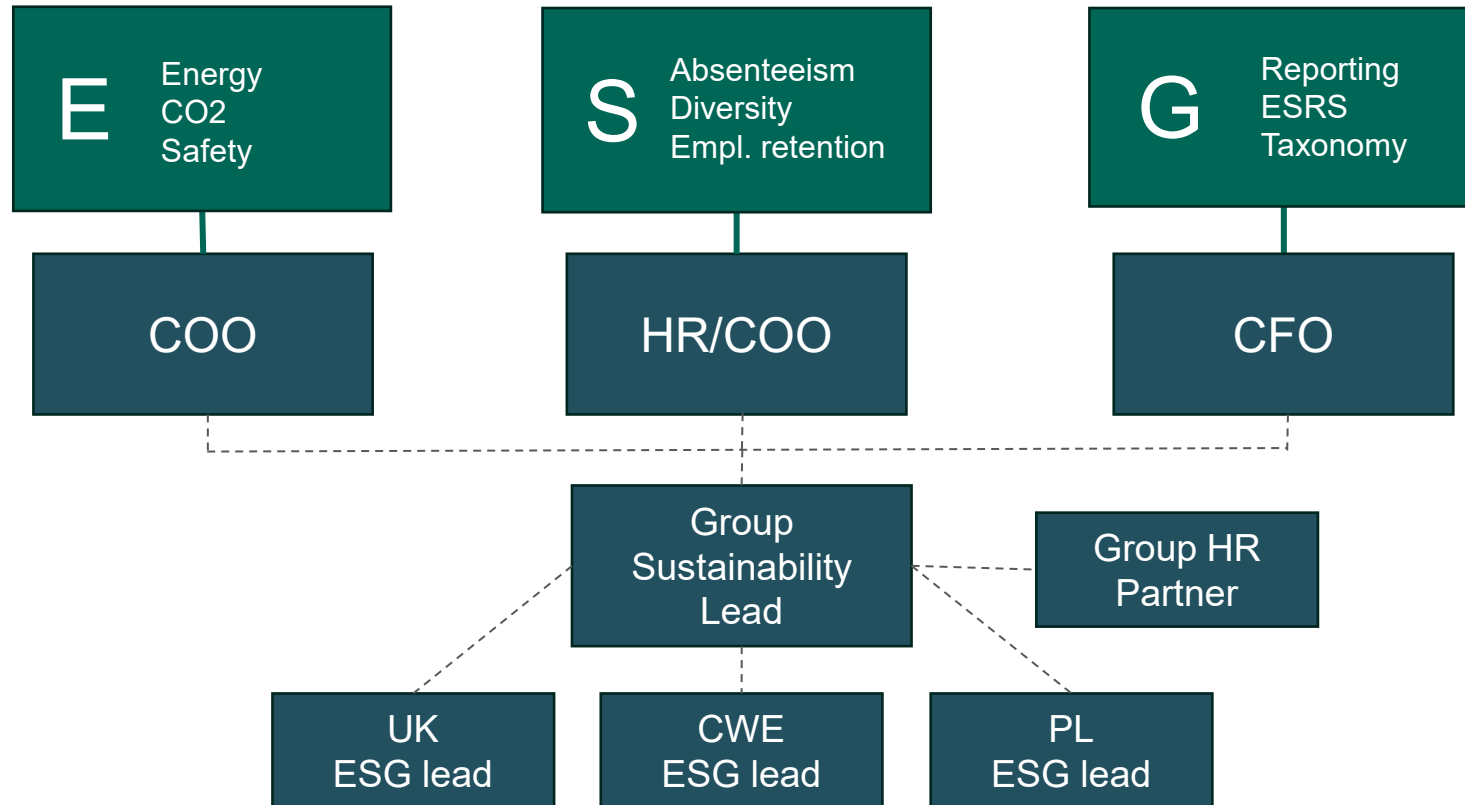 E
Energy
CO2
Safety
S
Absenteeism
Diversity
Empl. retention
G
Reporting
ESRS
Taxonomy
COO
HR/COO
CFO
Group
Sustainability
Lead
Group HR
Partner
UK
ESG lead
CWE
ESG lead
PL
ESG lead